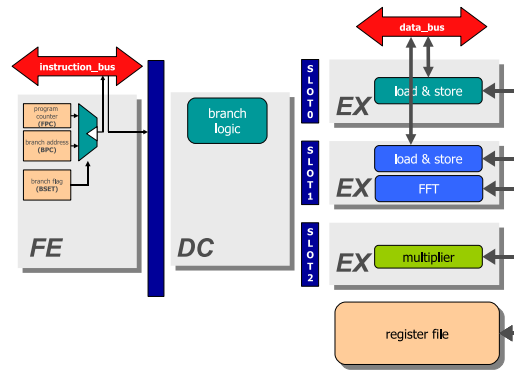 data_bus
instruction_bus
program
counter
(FPC)
branch address
(BPC)
branch flag
(BSET)
FE
branch
logic
DC
SLOT0
EX
load & store
SLOT1
EX
load & store
FFT
SLOT2
EX
multiplier
register file